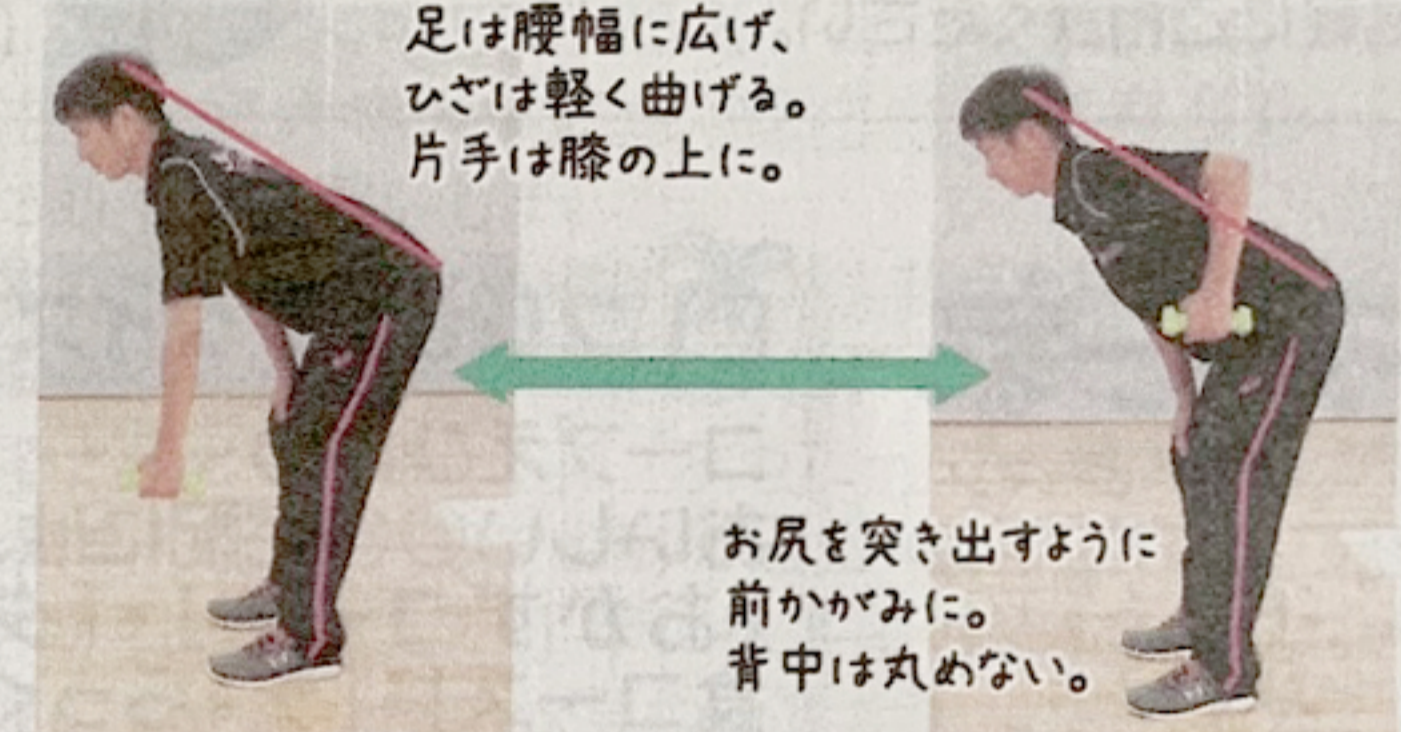 足は腰幅に広げ、
ひざは軽く曲げる。
片手は膝の上に。
お尻を突き出すように
前かがみに。
背中は丸めない。